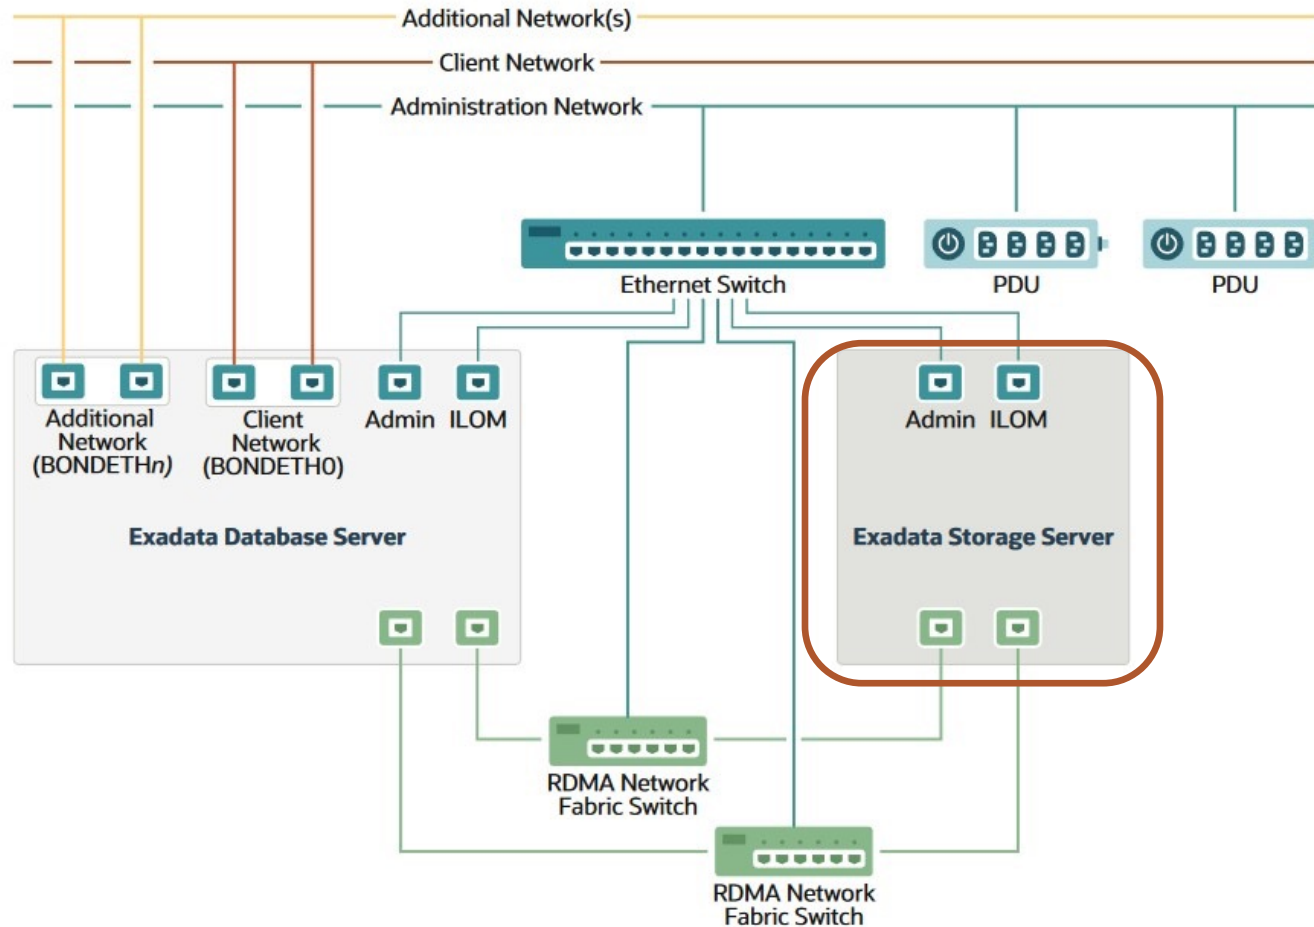 Additional Network(s)
Client Network
Administration Network
Ethernet Switch
PDU
PDU
Additional
Network
(BONDETHn)
Client
Network
(BONDETH0)
Admin
ILOM
Admin
ILOM
Exadata Database Server
Exadata Storage Server
RDMA Network
Fabric Switch
RDMA Network
Fabric Switch